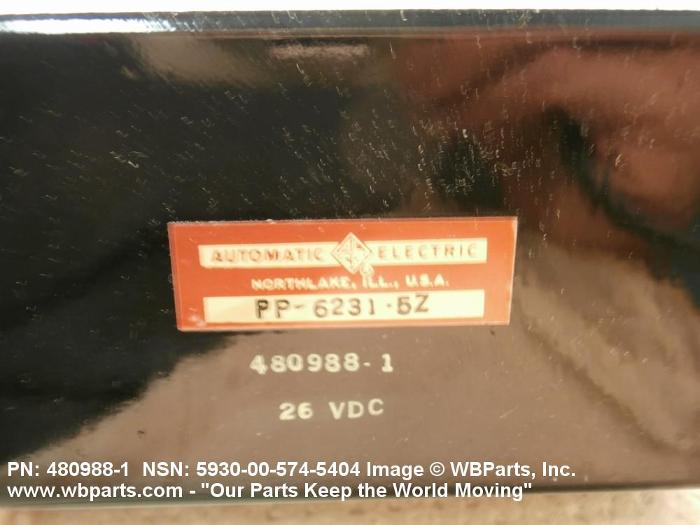 AUTOMATIC ELECTRIC
NORTHLAKE, ILL., U.S.A.
PP-6231-5Z
480988-1
26 VDC
PN: 480988-1 NSN: 5930-00-574-5404 Image © WBParts, Inc.
www.wbparts.com - "Our Parts Keep the World Moving"